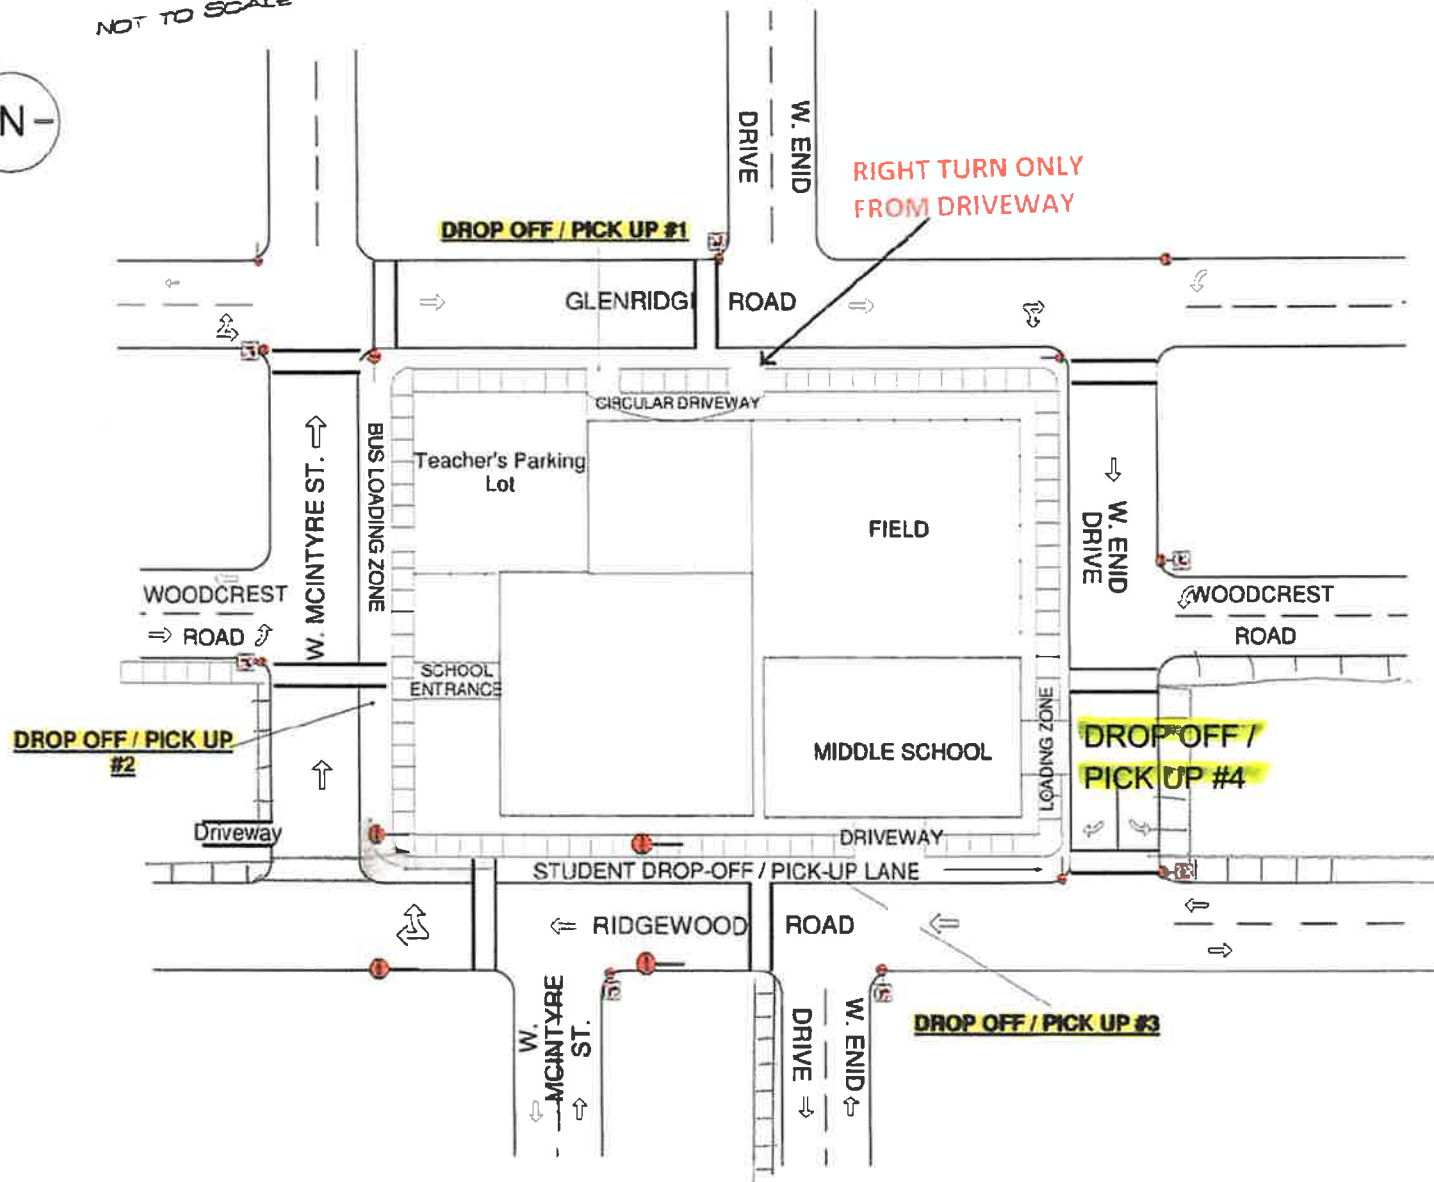 NOT TO SCALE
N
DRIVE
W. ENID
RIGHT TURN ONLY
FROM DRIVEWAY
DROP OFF / PICK UP #1
GLENRIDG
ROAD
CIRCULAR DRIVEWAY
BUS LOADING ZONE
Teacher's Parking
Lot
FIELD
W. MCINTYRE ST.
W. ENID
DRIVE
WOODCREST
ROAD
WOODCREST
ROAD
SCHOOL
ENTRANCE
DROP OFF / PICK UP
#2
MIDDLE SCHOOL
LOADING ZONE
DROP OFF /
PICK UP #4
Driveway
DRIVEWAY
STUDENT DROP-OFF / PICK-UP LANE
RIDGEWOOD
ROAD
W.
MCINTYRE
ST.
DRIVE
W. ENID
DROP OFF / PICK UP #3